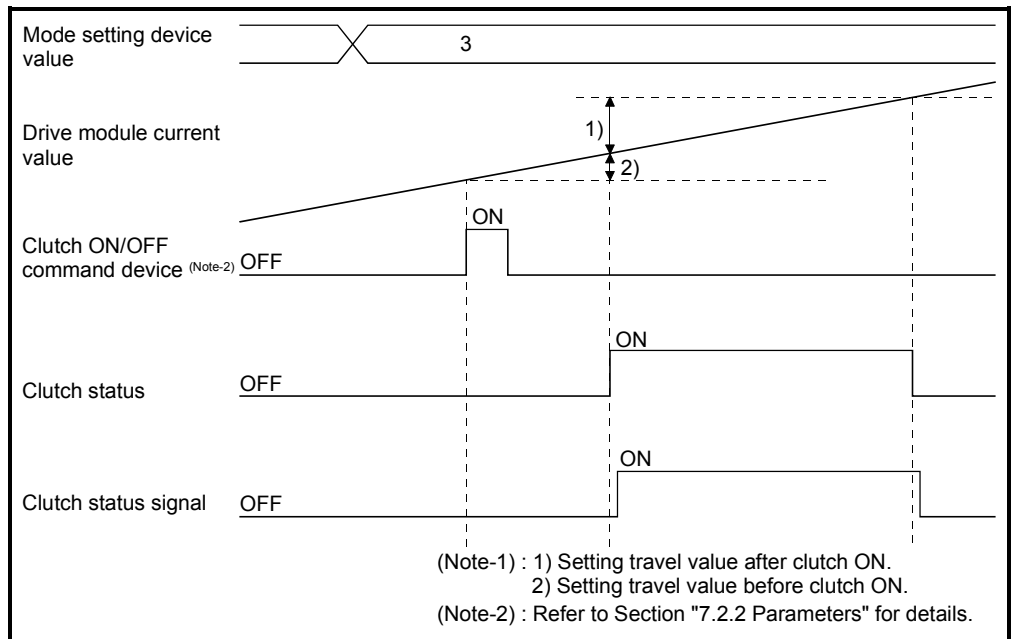 Mode setting device
value
3
Drive module current
value
1)
2)
ON
Clutch ON/OFF
command device (Note-2) OFF
ON
Clutch status OFF
ON
Clutch status signal OFF
(Note-1) : 1) Setting travel value after clutch ON.
2) Setting travel value before clutch ON.
(Note-2) : Refer to Section "7.2.2 Parameters" for details.